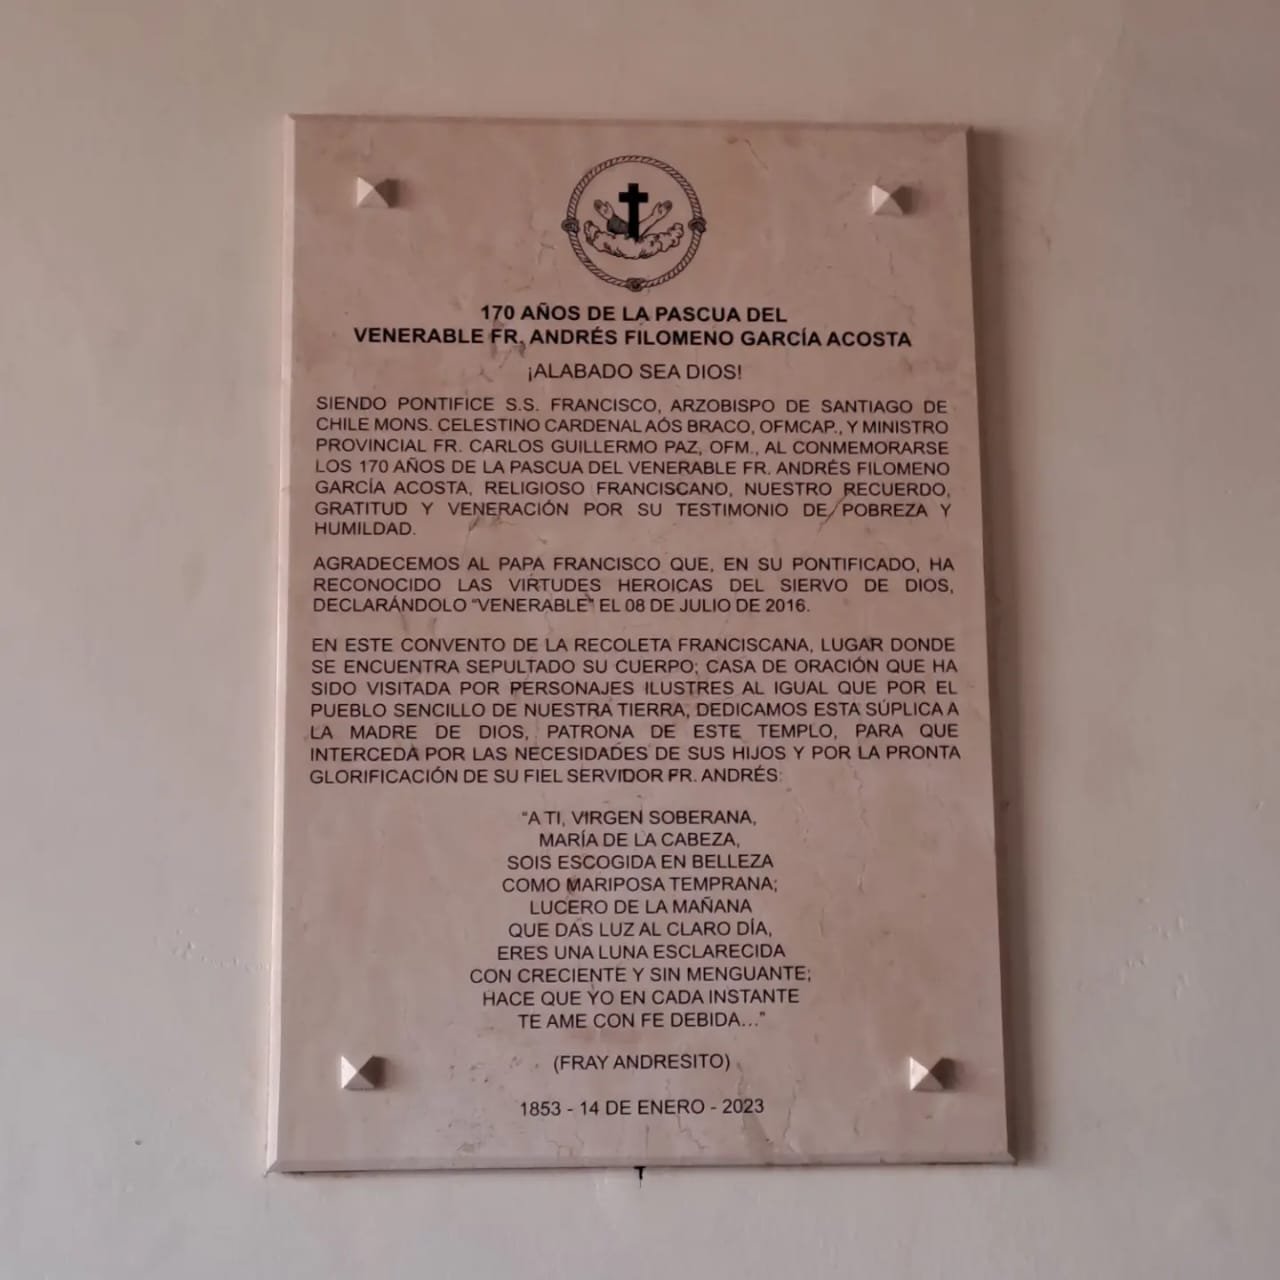 170 AÑOS DE LA PASCUA DEL
VENERABLE FR. ANDRÉS FILOMENO GARCÍA ACOSTA
¡ALABADO SEA DIOS!
SIENDO PONTIFICE S.S. FRANCISCO, ARZOBISPO DE SANTIAGO DE
CHILE MONS. CELESTINO CARDENAL AÓS BRACO, OFMCAP., Y MINISTRO
PROVINCIAL FR. CARLOS GUILLERMO PAZ, OFM., AL CONMEMORARSE
LOS 170 AÑOS DE LA PASCUA DEL VENERABLE FR. ANDRÉS FILOMENO
GARCÍA ACOSTA, RELIGIOSO FRANCISCANO, NUESTRO RECUERDO,
GRATITUD Y VENERACIÓN POR SU TESTIMONIO DE POBREZA Y
HUMILDAD.
AGRADECEMOS AL PAPA FRANCISCO QUE, EN SU PONTIFICADO, HA
RECONOCIDO LAS VIRTUDES HEROICAS DEL SIERVO DE DIOS,
DECLARÁNDOLO "VENERABLE" EL 08 DE JULIO DE 2016.
EN ESTE CONVENTO DE LA RECOLETA FRANCISCANA, LUGAR DONDE
SE ENCUENTRA SEPULTADO SU CUERPO; CASA DE ORACIÓN QUE HA
SIDO VISITADA POR PERSONAJES ILUSTRES AL IGUAL QUE POR EL
PUEBLO SENCILLO DE NUESTRA TIERRA, DEDICAMOS ESTA SÚPLICA A
LA MADRE DE DIOS, PATRONA DE ESTE TEMPLO, PARA QUE
INTERCEDA POR LAS NECESIDADES DE SUS HIJOS Y POR LA PRONTA
GLORIFICACIÓN DE SU FIEL SERVIDOR FR. ANDRÉS:
"A TI, VIRGEN SOBERANA,
MARÍA DE LA CABEZA,
SOIS ESCOGIDA EN BELLEZA
COMO MARIPOSA TEMPRANA;
LUCERO DE LA MAÑANA
QUE DAS LUZ AL CLARO DÍA,
ERES UNA LUNA ESCLARECIDA
CON CRECIENTE Y SIN MENGUANTE;
HACE QUE YO EN CADA INSTANTE
TE AME CON FE DEBIDA..."
(FRAY ANDRESITO)
1853 - 14 DE ENERO - 2023